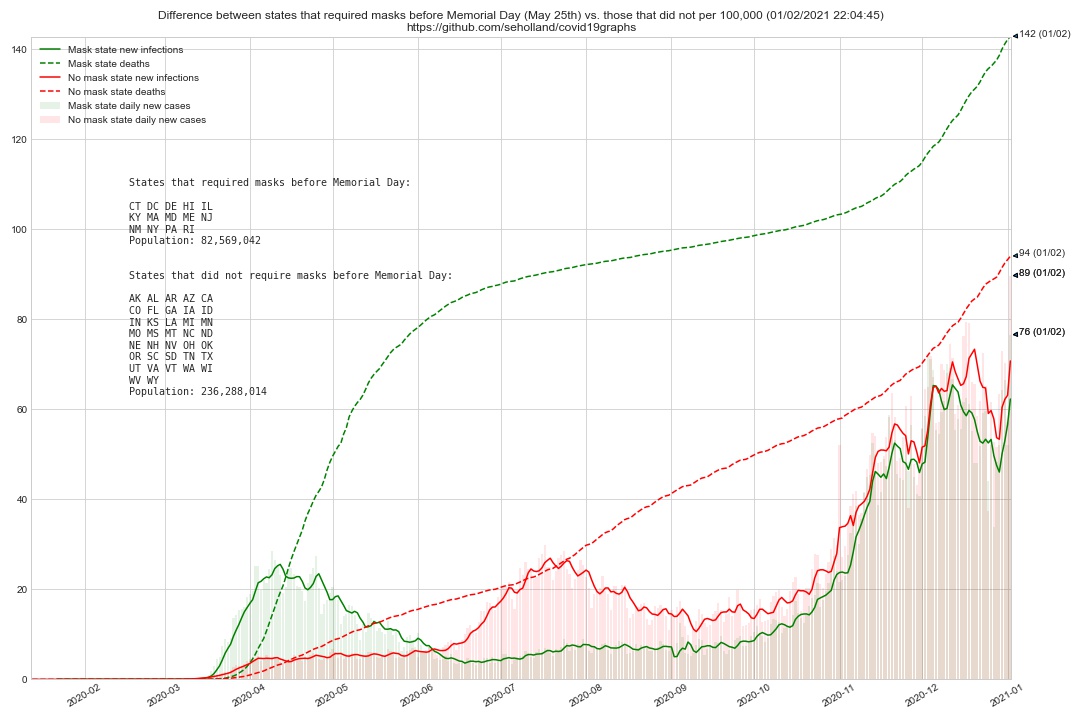 Difference between states that required masks before Memorial Day (May 25th) vs. those that did not per 100,000 (01/02/2021 22:04:45)
https://github.com/seholland/covid19graphs
Mask state new infections
Mask state deaths
No mask state new infections
No mask state deaths
Mask state daily new cases
No mask state daily new cases
States that required masks before Memorial Day:
CT DC DE HI IL
KY MA MD ME NJ
NM NY PA RI
Population: 82,569,042
States that did not require masks before Memorial Day:
AK AL AR AZ CA
CO FL GA IA ID
IN KS LA MI MN
MO MS MT NC ND
NE NH NV OH OK
OR SC SD TN TX
UT VA VT WA WI
WV WY
Population: 236,288,014
142 (01/02)
94 (01/02)
89 (01/02)
76 (01/02)
140
120
100
80
60
40
20
0
2020-02
2020-03
2020-04
2020-05
2020-06
2020-07
2020-08
2020-09
2020-10
2020-11
2020-12
2021-01